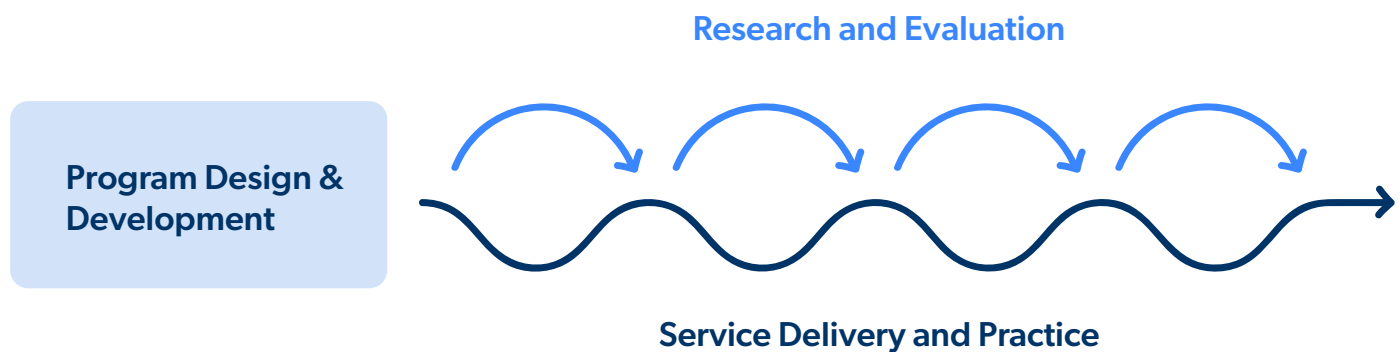 Research and Evaluation
Program Design &
Development
Service Delivery and Practice